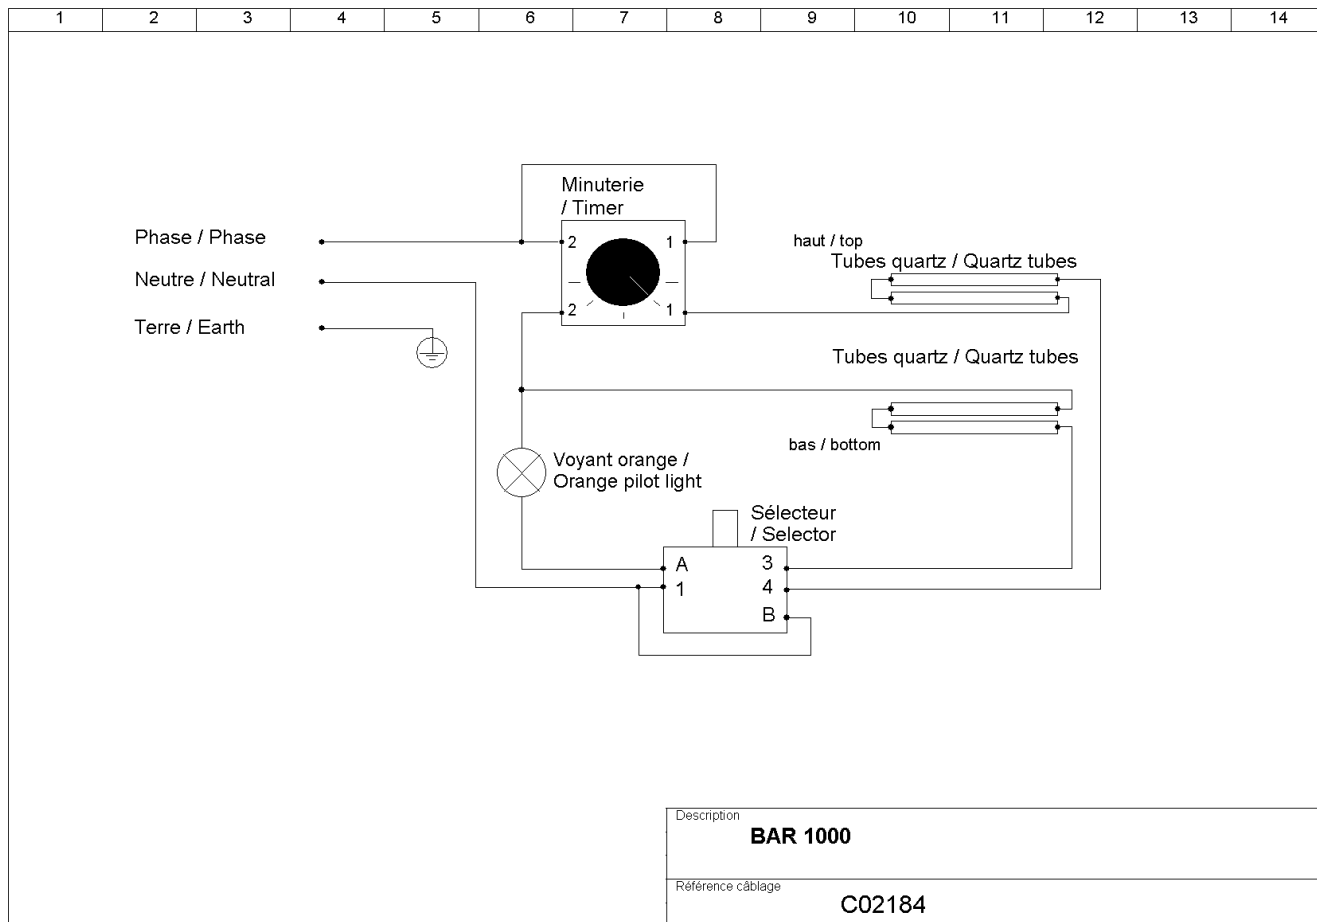 1 2 3 4 5 6 7 8 9 10 11 12 13 14
Minuterie
/ Timer
Phase / Phase
2 1
haut / top
Tubes quartz / Quartz tubes
Neutre / Neutral
2 1
Terre / Earth
Tubes quartz / Quartz tubes
bas / bottom
Voyant orange /
Orange pilot light
Sélecteur
/ Selector
A 3
1 4
B
Description
BAR 1000
Référence câblage
C02184